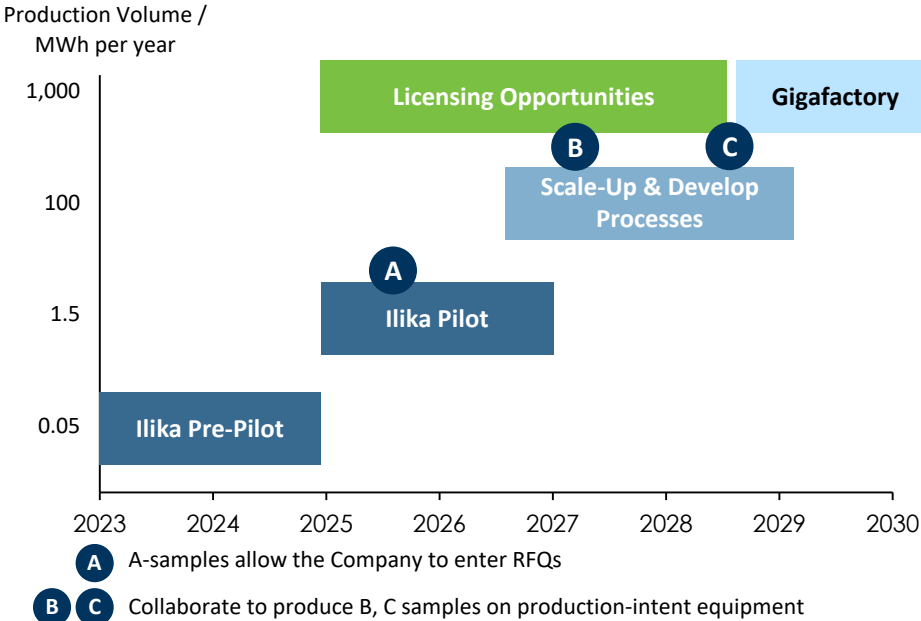 Production Volume /
MWh per year
1,000
Licensing Opportunities
Gigafactory
B
C
100
Scale-Up & Develop
Processes
A
1.5
Ilika Pilot
0.05
Ilika Pre-Pilot
2023 2024 2025 2026 2027 2028 2029 2030
A A-samples allow the Company to enter RFQs
B C Collaborate to produce B, C samples on production-intent equipment